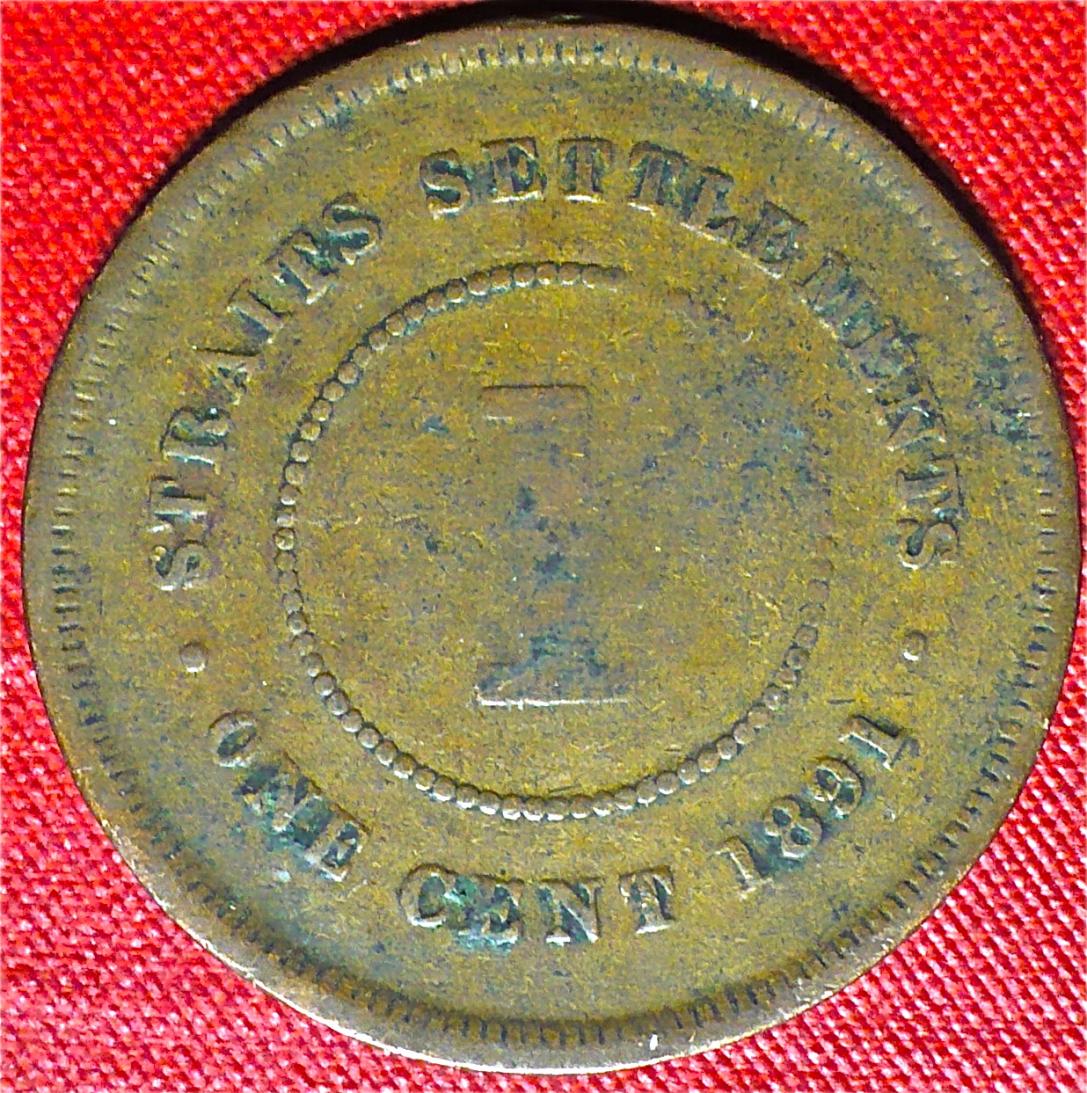 STRAITS SETTLEMENTS
1
ONE CENT 1891